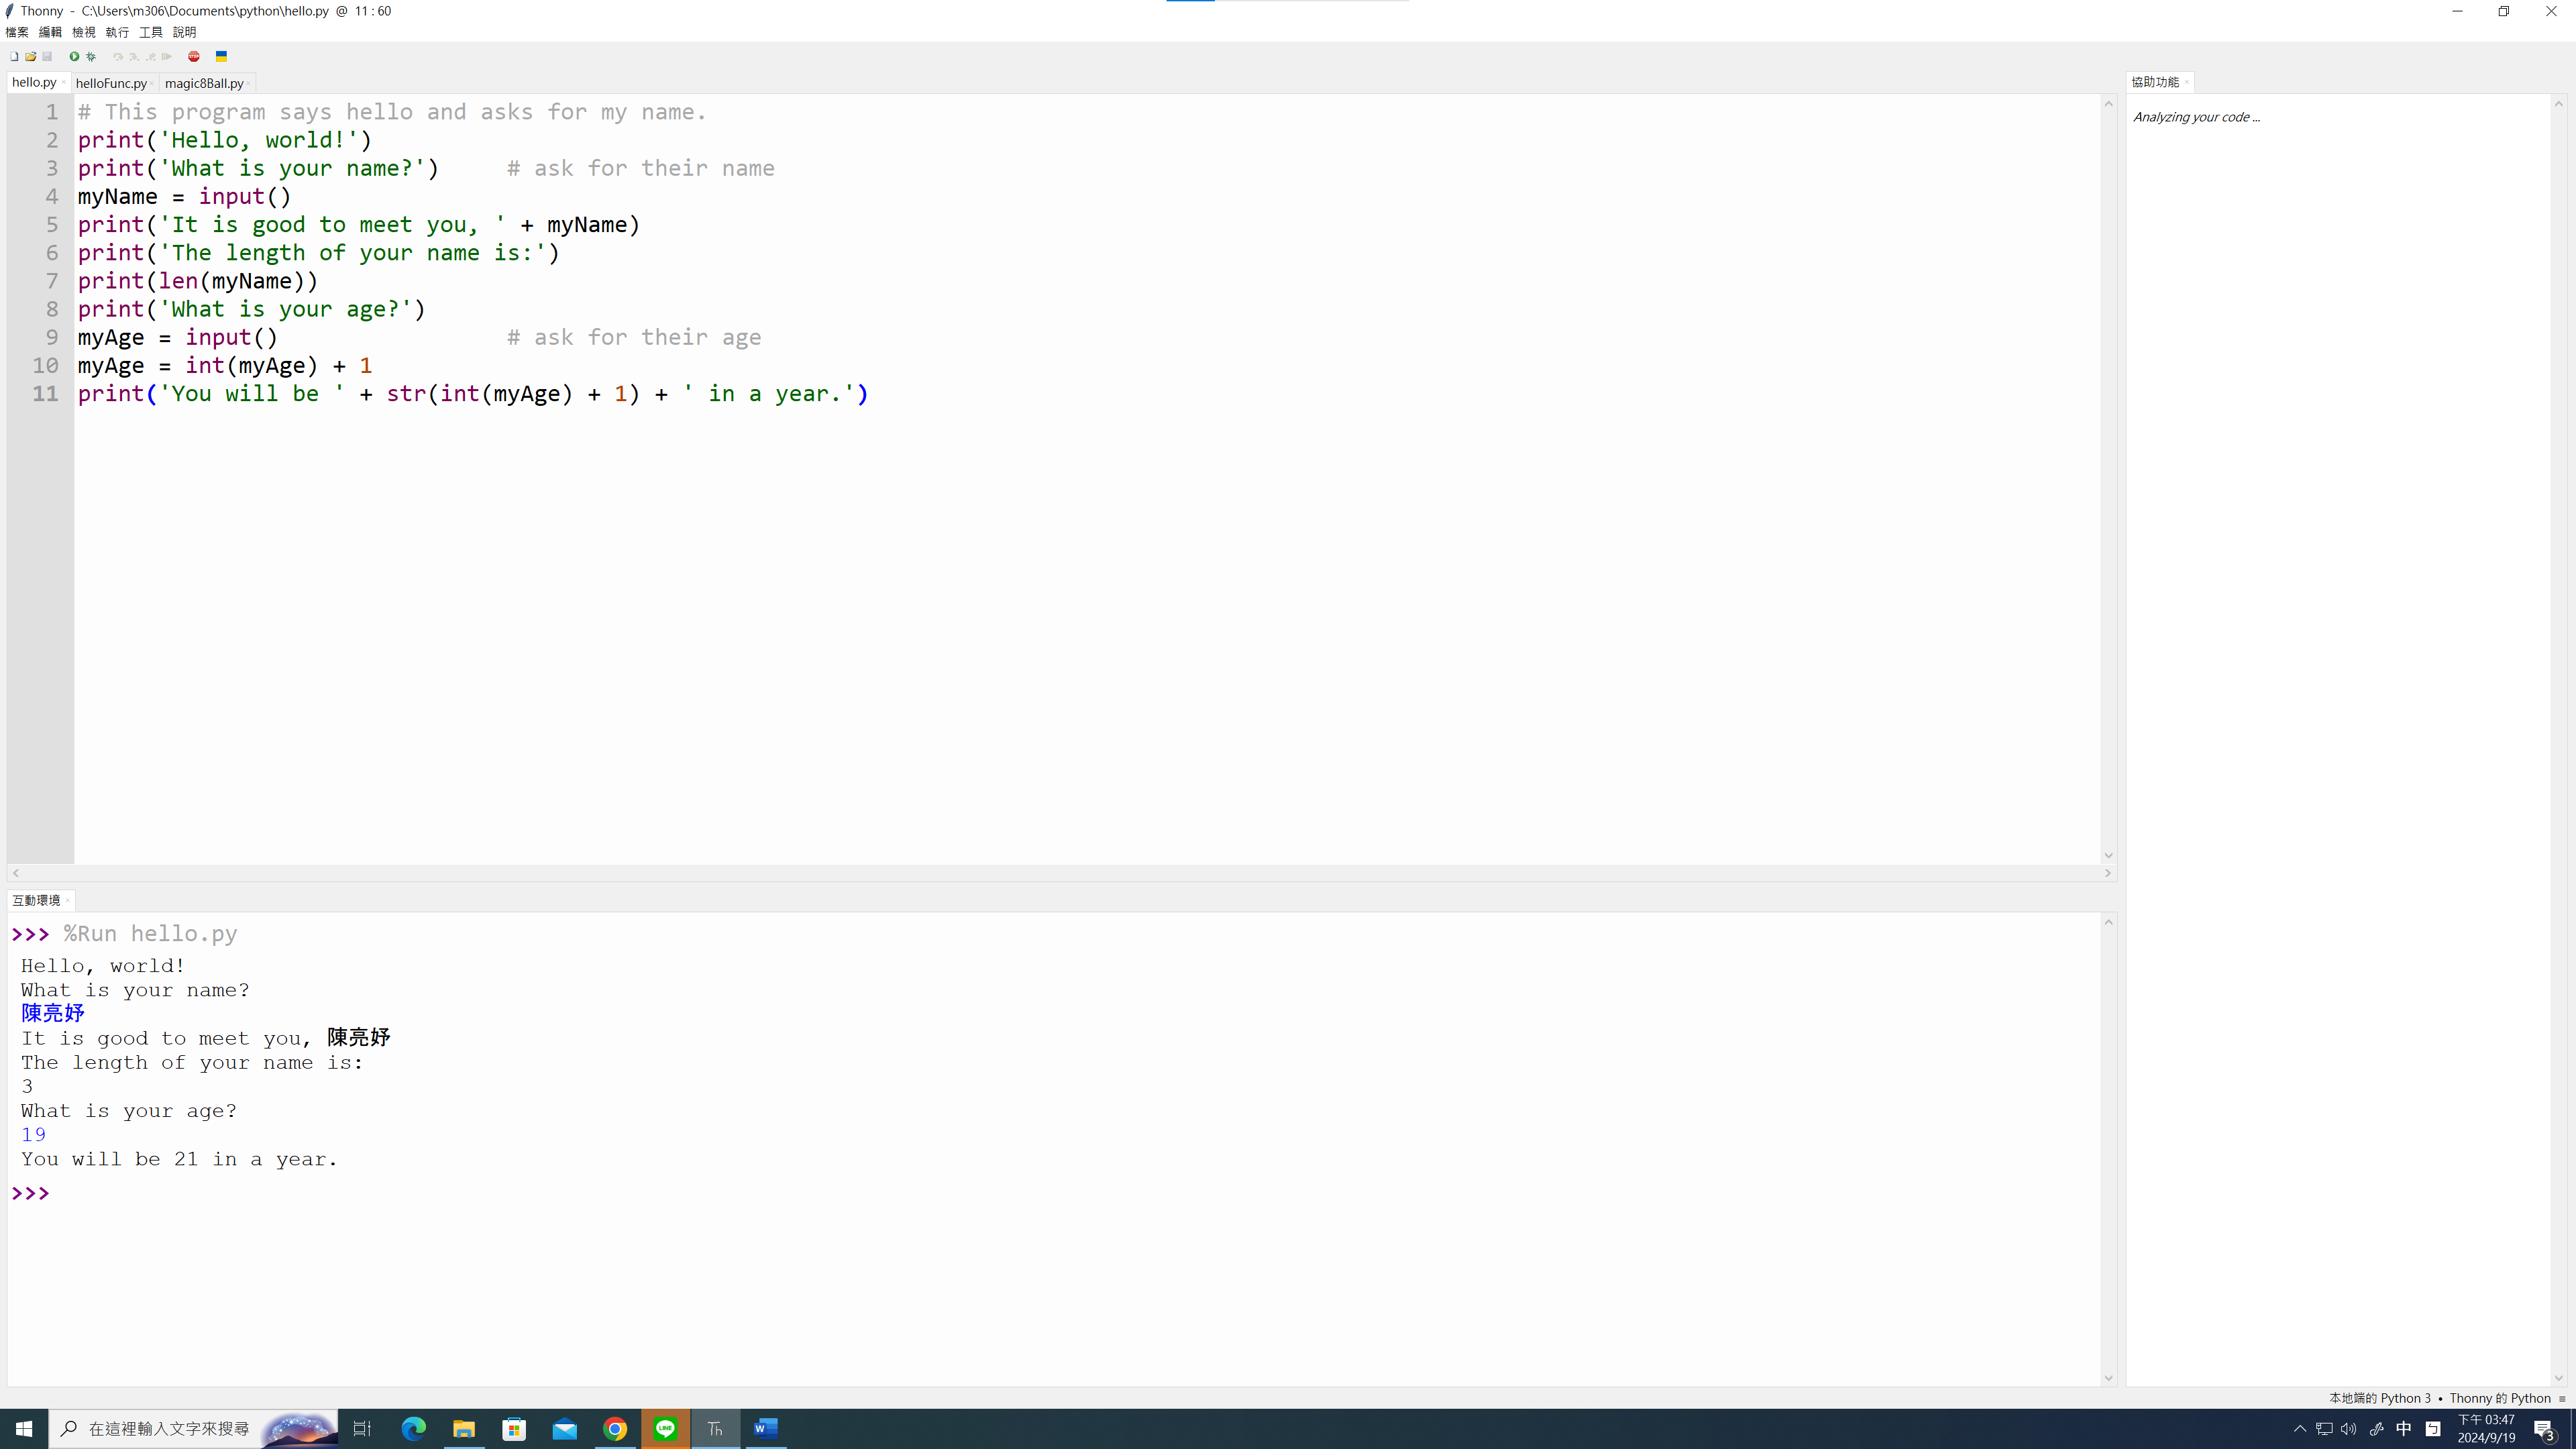 Thonny - C:\Users\m306\Documents\python\hello.py @ 11 : 60
檔案 編輯 檢視 執行 工具 說明
hello.py helloFunc.py magic8Ball.py
1 # This program says hello and asks for my name.
2 print('Hello, world!')
3 print('What is your name?')     # ask for their name
4 myName = input()
5 print('It is good to meet you, ' + myName)
6 print('The length of your name is:')
7 print(len(myName))
8 print('What is your age?')
9 myAge = input()                 # ask for their age
10 myAge = int(myAge) + 1
11 print('You will be ' + str(int(myAge) + 1) + ' in a year.')
協助功能
Analyzing your code ...
互動環境
>>> %Run hello.py
Hello, world!
What is your name?
陳亮妤
It is good to meet you, 陳亮妤
The length of your name is:
3
What is your age?
19
You will be 21 in a year.
>>>
本地端的 Python 3 • Thonny 的 Python ≡
在這裡輸入文字來搜尋
LINE
Th
W
中
下午 03:47
2024/9/19
3